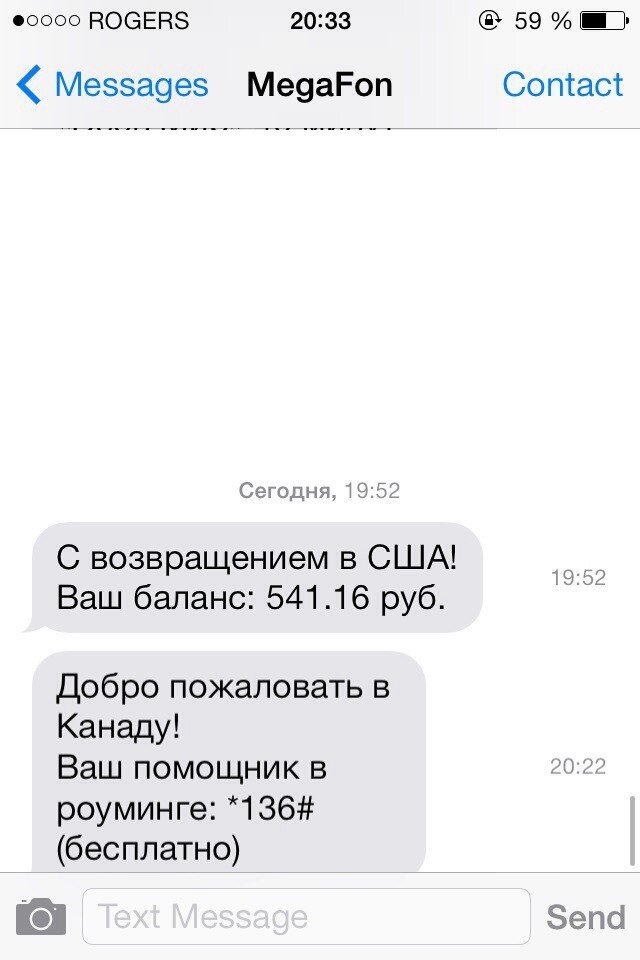 ROGERS 20:33 59 %
Messages MegaFon Contact
Сегодня, 19:52
С возвращением в США!
Ваш баланс: 541.16 руб.
19:52
Добро пожаловать в
Канаду!
Ваш помощник в
роуминге: *136#
(бесплатно)
20:22
Text Message Send